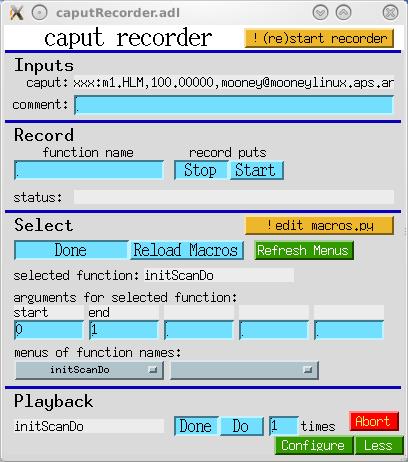 caputRecorder.adl
caput recorder
!(re)start recorder
Inputs
caput: xxx:m1.HLM,100.00000,mooney@mooneylinux.aps.an
comment:
Record
function name record puts
Stop Start
status:
Select
!edit macros.py
Done Reload Macros Refresh Menus
selected function: initScanDo
arguments for selected function:
start end
0 1
menus of function names:
initScanDo
Playback
initScanDo Done Do 1 times Abort
Configure Less